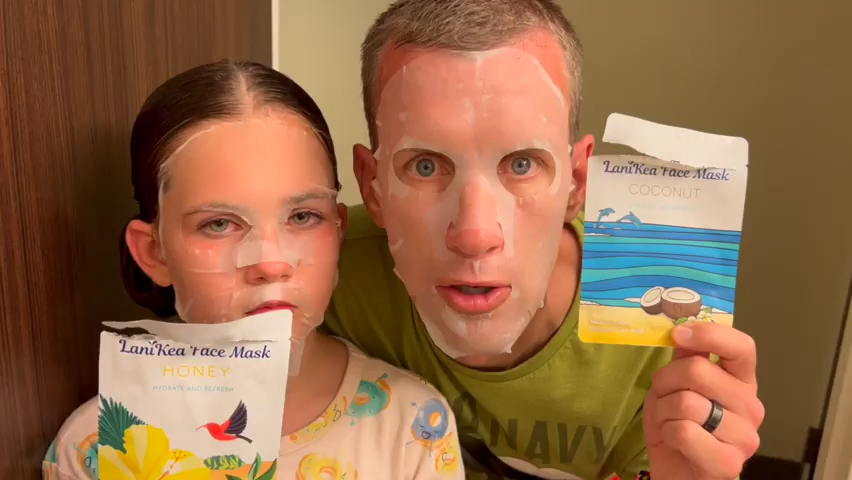 LaniKea Face Mask
COCONUT
LaniKea Face Mask
HONEY
HYDRATE AND REFRESH
NAVY